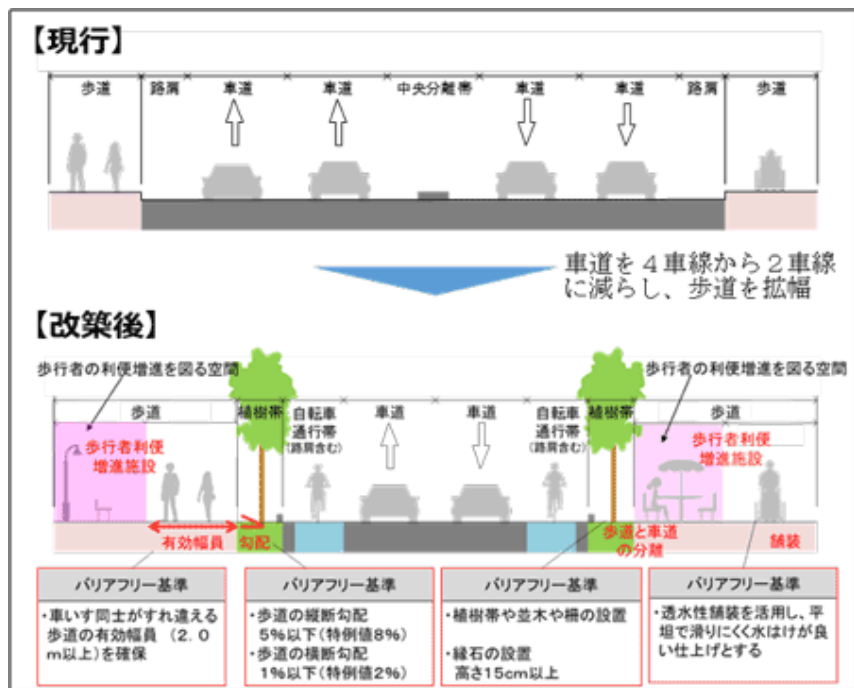 【現行】
歩道 路肩 車道 車道 中央分離帯 車道 車道 路肩 歩道
車道を4車線から2車線
に減らし、歩道を拡幅
【改築後】
歩行者の利便増進を図る空間
歩行者の利便増進を図る空間
歩道 植樹帯 自転車
通行帯
(路肩含む)
車道 車道 自転車
通行帯
(路肩含む)
植樹帯 歩道
歩行者利便
増進施設
歩行者利便
増進施設
有効幅員 勾配
歩道と車道
の分離
舗装
バリアフリー基準
・車いす同士がすれ違える
歩道の有効幅員 (2.0
m以上)を確保
バリアフリー基準
・歩道の縦断勾配
5%以下(特例値8%)
・歩道の横断勾配
1%以下(特例値2%)
バリアフリー基準
・植樹帯や並木や柵の設置
・縁石の設置
高さ15cm以上
バリアフリー基準
・透水性舗装を活用し、平
坦で滑りにくく水はけが良
い仕上げとする